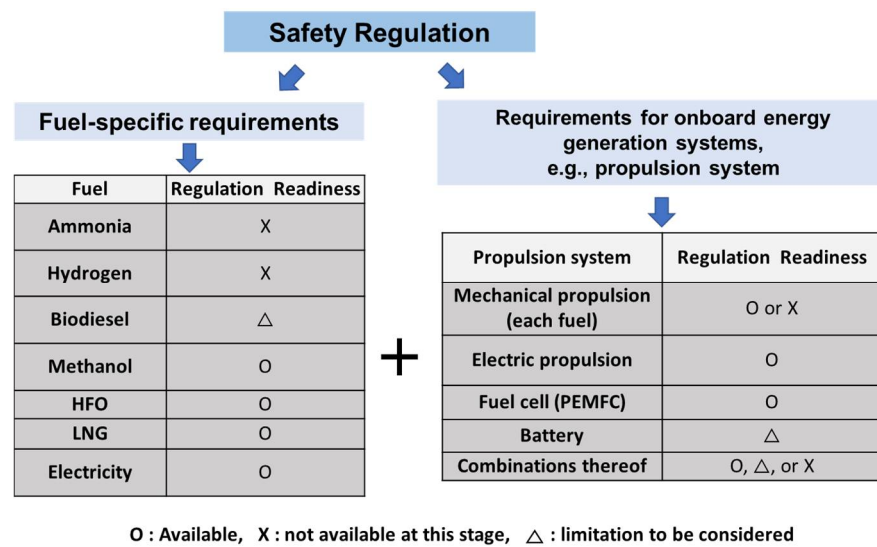 Safety Regulation
Fuel-specific requirements
Fuel Regulation Readiness
Ammonia X
Hydrogen X
Biodiesel △
Methanol O
HFO O
LNG O
Electricity O
+
Requirements for onboard energy
generation systems,
e.g., propulsion system
Propulsion system Regulation Readiness
Mechanical propulsion
(each fuel) O or X
Electric propulsion O
Fuel cell (PEMFC) O
Battery △
Combinations thereof O, △, or X
O : Available, X : not available at this stage, △ : limitation to be considered